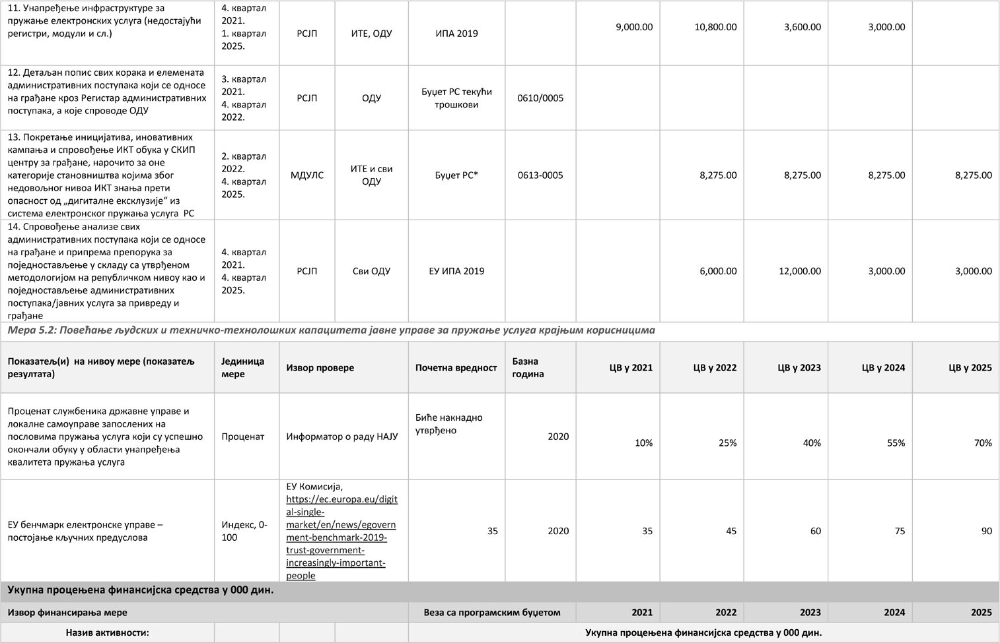 11. Унапређење инфраструктуре за
пружање електронских услуга (недостајући
регистри, модули и сл.)
4. квартал
2021.
1. квартал
2025.
РСЈП
ИТЕ, ОДУ
ИПА 2019
9,000.00
10,800.00
3,600.00
3,000.00
12. Детаљан попис свих корака и елемената
административних поступака који се односе
на грађане кроз Регистар административних
поступака, а које спроводе ОДУ
3. квартал
2021.
4. квартал
2022.
РСЈП
ОДУ
Буџет РС текући
трошкови
0610/0005
13. Покретање иницијатива, иновативних
кампања и спровођење ИКТ обука у СКИП
центру за грађане, нарочито за оне
категорије становништва којима због
недовољног нивоа ИКТ знања прети
опасност од „дигиталне ексклузије“ из
система електронског пружања услуга  РС
2. квартал
2022.
4. квартал
2025.
МДУЛС
ИТЕ и сви
ОДУ
Буџет РС*
0613-0005
8,275.00
8,275.00
8,275.00
8,275.00
14. Спровођење анализе свих
административних поступака који се односе
на грађане и припрема препорука за
поједностављење у складу са утврђеном
методологијом на републичком нивоу као и
поједностављење административних
поступака/јавних услуга за привреду и
грађане
4. квартал
2021.
4. квартал
2025.
РСЈП
Сви ОДУ
ЕУ ИПА 2019
6,000.00
12,000.00
3,000.00
3,000.00
Мера 5.2: Повећање људских и техничко-технолошких капацитета јавне управе за пружање услуга крајњим корисницима
Показатељ(и)  на нивоу мере (показатељ
резултата)
Јединица
мере
Извор провере
Почетна вредност
Базна
година
ЦВ у 2021
ЦВ у 2022
ЦВ у 2023
ЦВ у 2024
ЦВ у 2025
Проценат службеника државне управе и
локалне самоуправе запослених на
пословима пружања услуга који су успешно
окончали обуку у области унапређења
квалитета пружања услуга
Проценат
Информатор о раду НАЈУ
Биће накнадно
утврђено
2020
10%
25%
40%
55%
70%
ЕУ бенчмарк електронске управе –
постојање кључних предуслова
Индекс, 0-
100
ЕУ Комисија,
https://ec.europa.eu/digit
al-single-
market/en/news/egovern
ment-benchmark-2019-
trust-government-
increasingly-important-
people
35
2020
35
45
60
75
90
Укупна процењена финансијска средства у 000 дин.
Извор финансирања мере
Веза са програмским буџетом
2021
2022
2023
2024
2025
Назив активности:
Укупна процењена финансијска средства у 000 дин.